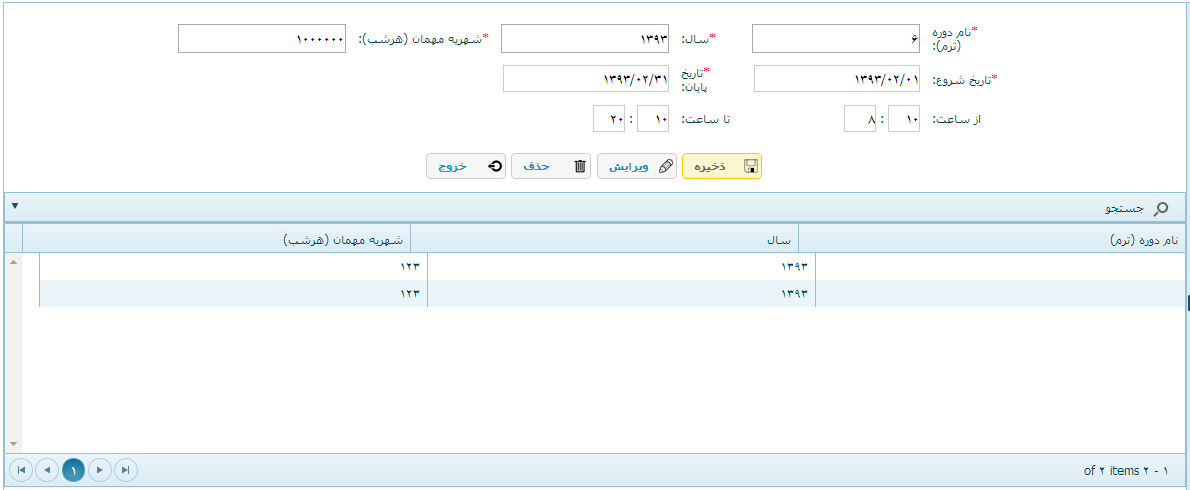 *نام دوره (ترم): ۶ *سال: ۱۳۹۳ *شهریه مهمان (هرشب): ۱۰۰۰۰۰۰
*تاریخ شروع: ۱۳۹۳/۰۲/۰۱ *تاریخ پایان: ۱۳۹۳/۰۲/۳۱
از ساعت: ۱۰ : ۸ تا ساعت: ۱۰ : ۲۰
ذخیره ویرایش حذف خروج
جستجو
نام دوره (ترم) سال شهریه مهمان (هرشب)
۱۳۹۳ ۱۲۳
۱۳۹۳ ۱۲۳
۱ - ۲ of ۲ items ۱